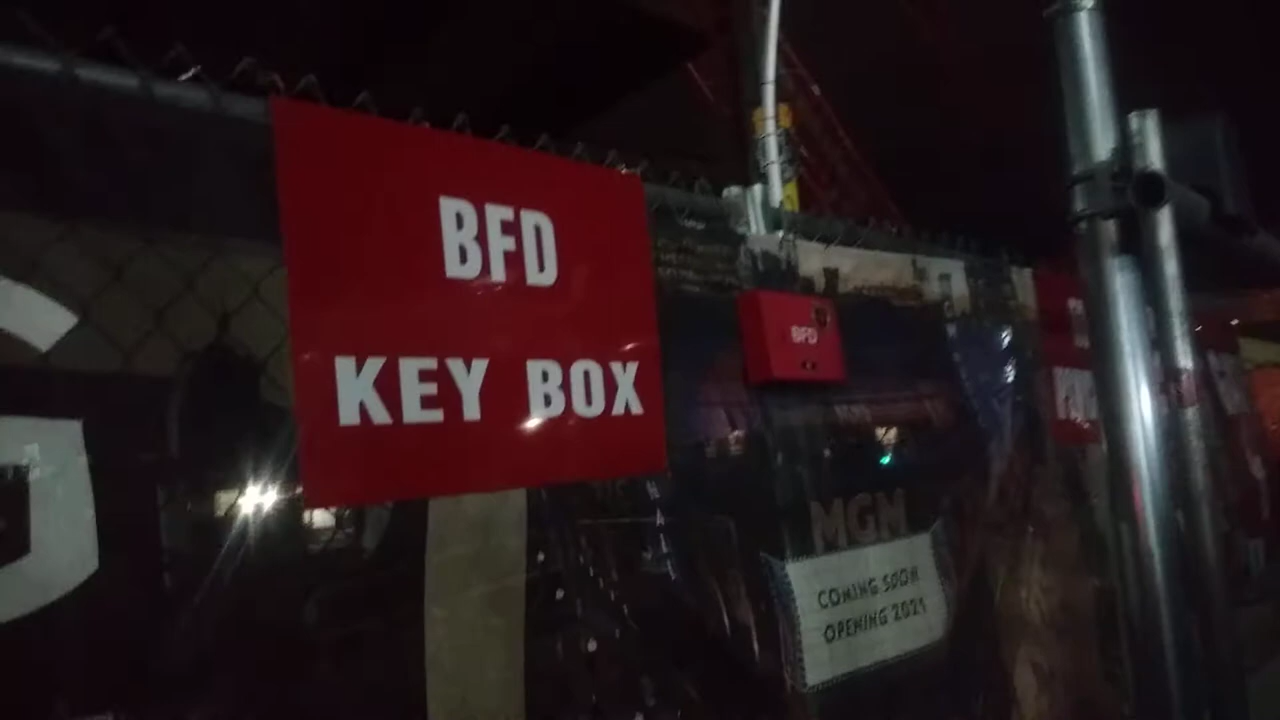 BFD
KEY BOX
BFD
MGM
COMING SOON
OPENING 2021